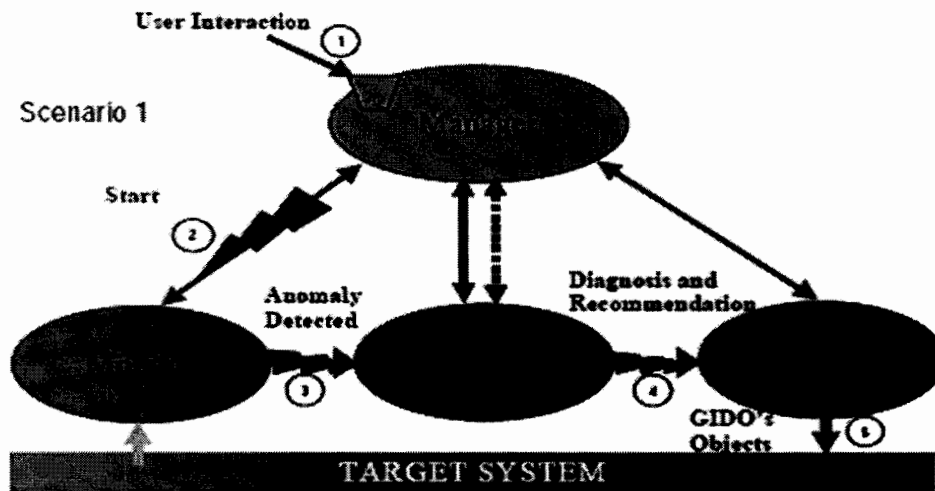 User Interaction
1
Scenario 1
Manager
Start
2
Anomaly
Detected
Diagnosis and
Recommendation
3
4
GIDO's
Objects
5
TARGET SYSTEM